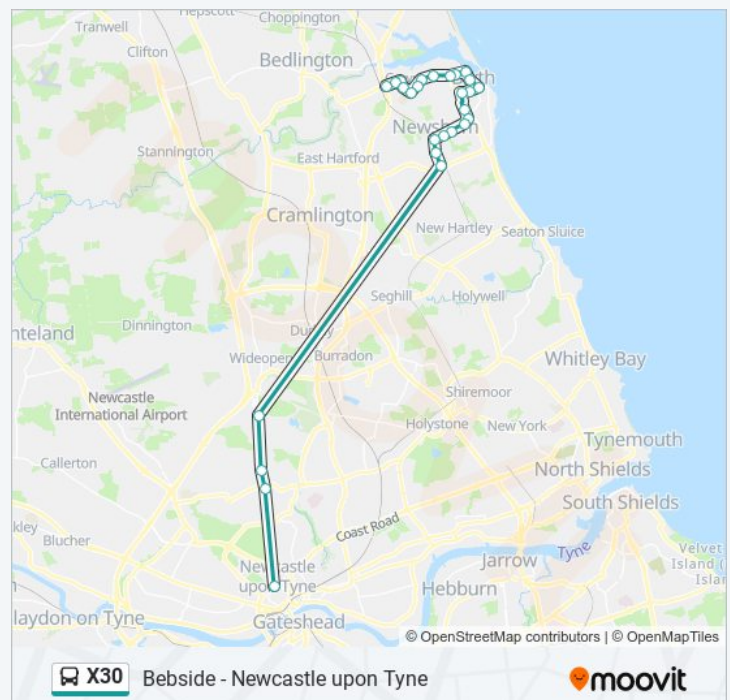 Hepscott
Choppington
Tranwell
Clifton
Bedlington
Newsham
Stannington
East Hartford
Cramlington
New Hartley
Seaton Sluice
Seghill
Holywell
nteland
Dinnington
Dudley
Wideopen
Burradon
Whitley Bay
Newcastle
International Airport
Shiremoor
Holystone
New York
Tynemouth
Callerton
North Shields
South Shields
Coast Road
kley
Blucher
Newcastle
upon Tyne
Jarrow
Tyne
Velvet
Island (
Islan
Hebburn
laydon on Tyne
Gateshead
© OpenStreetMap contributors | © OpenMapTiles
X30
Bebside - Newcastle upon Tyne
moovit